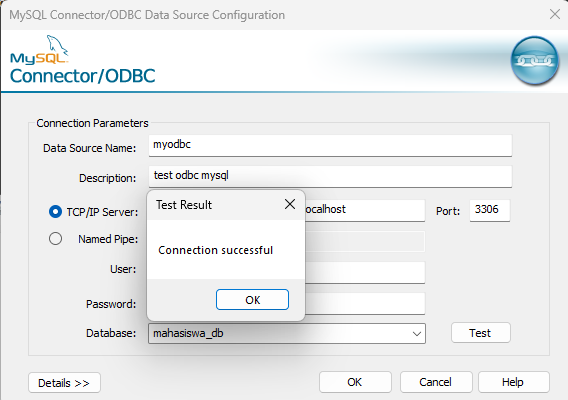 MySQL Connector/ODBC Data Source Configuration
MySQL
Connector/ODBC
Connection Parameters
Data Source Name: myodbc
Description: test odbc mysql
Test Result
TCP/IP Server: ocalhost Port: 3306
Named Pipe:
Connection successful
User:
OK
Password:
Database: mahasiswa_db Test
Details >> OK Cancel Help